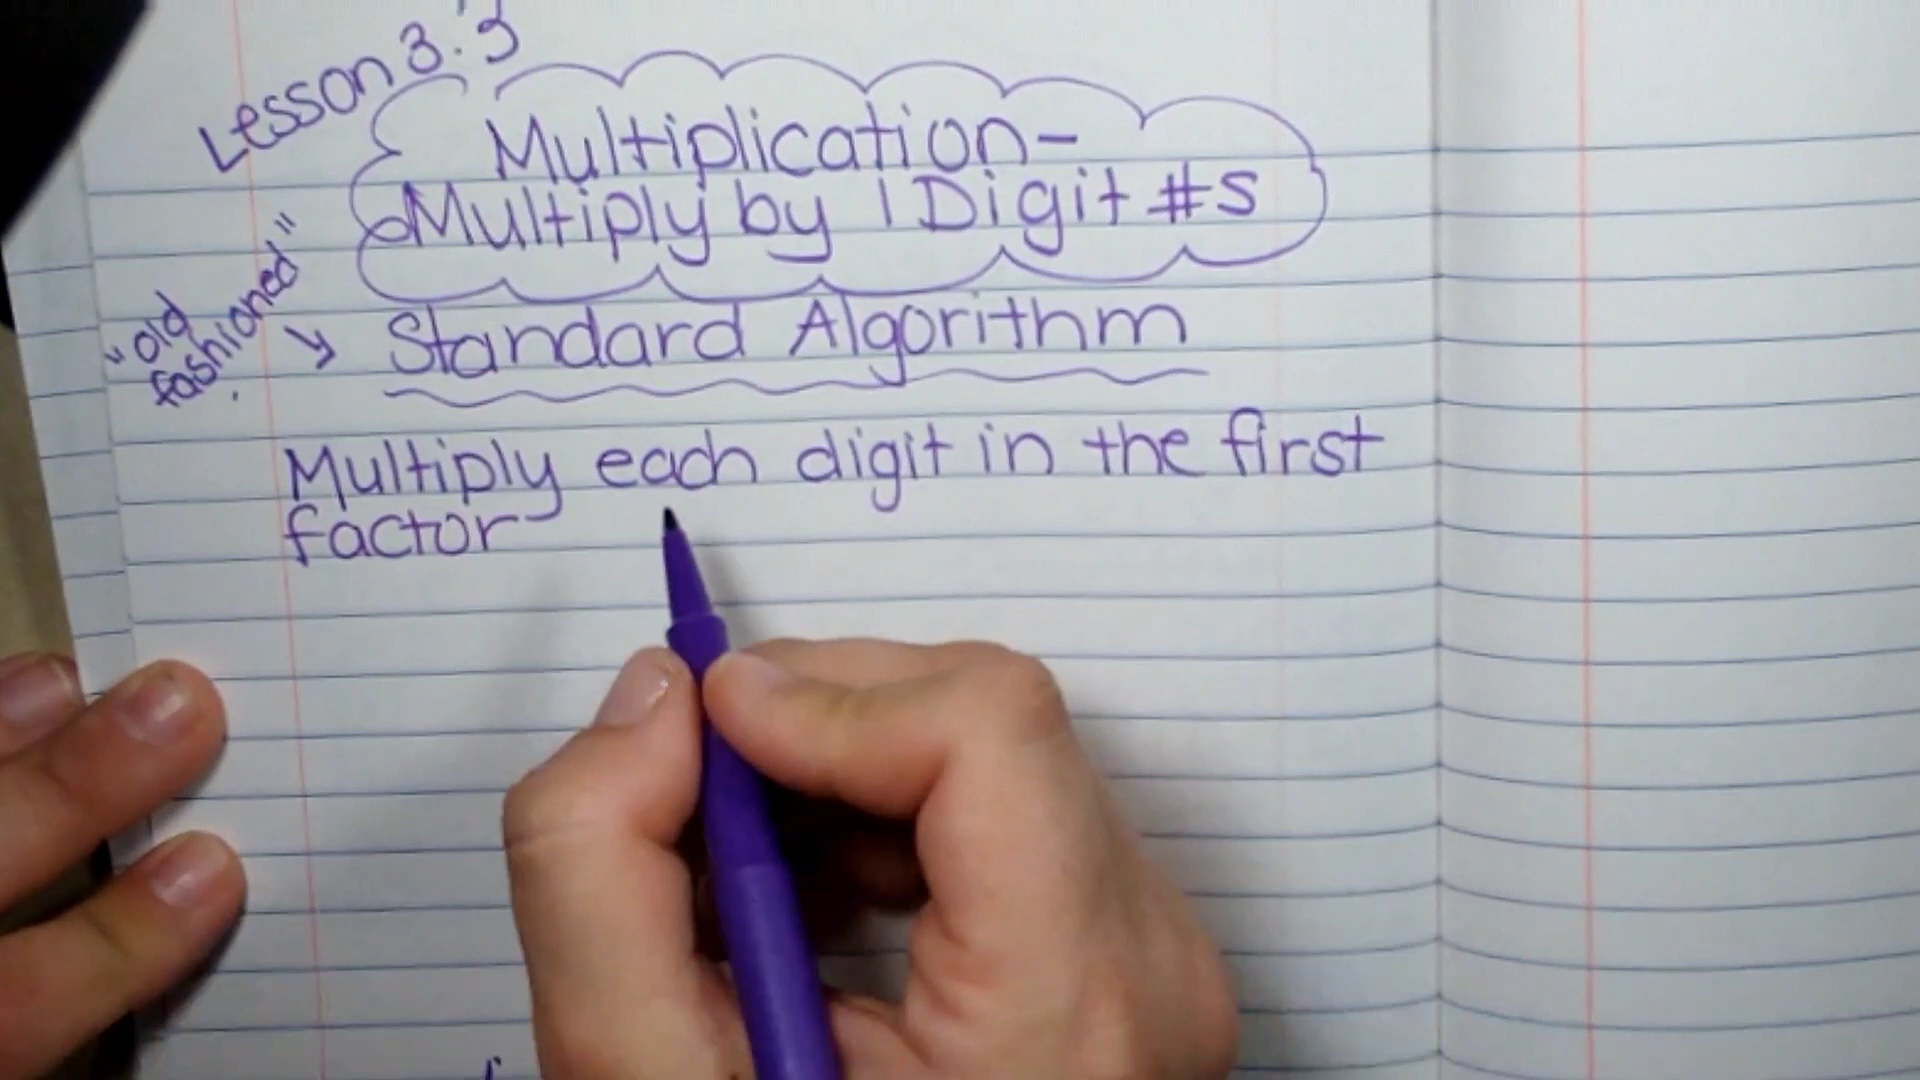 Lesson 3.3
Multiplication-
Multiply by 1 Digit #s
"old
fashioned"
→ Standard Algorithm
Multiply each digit in the first
factor